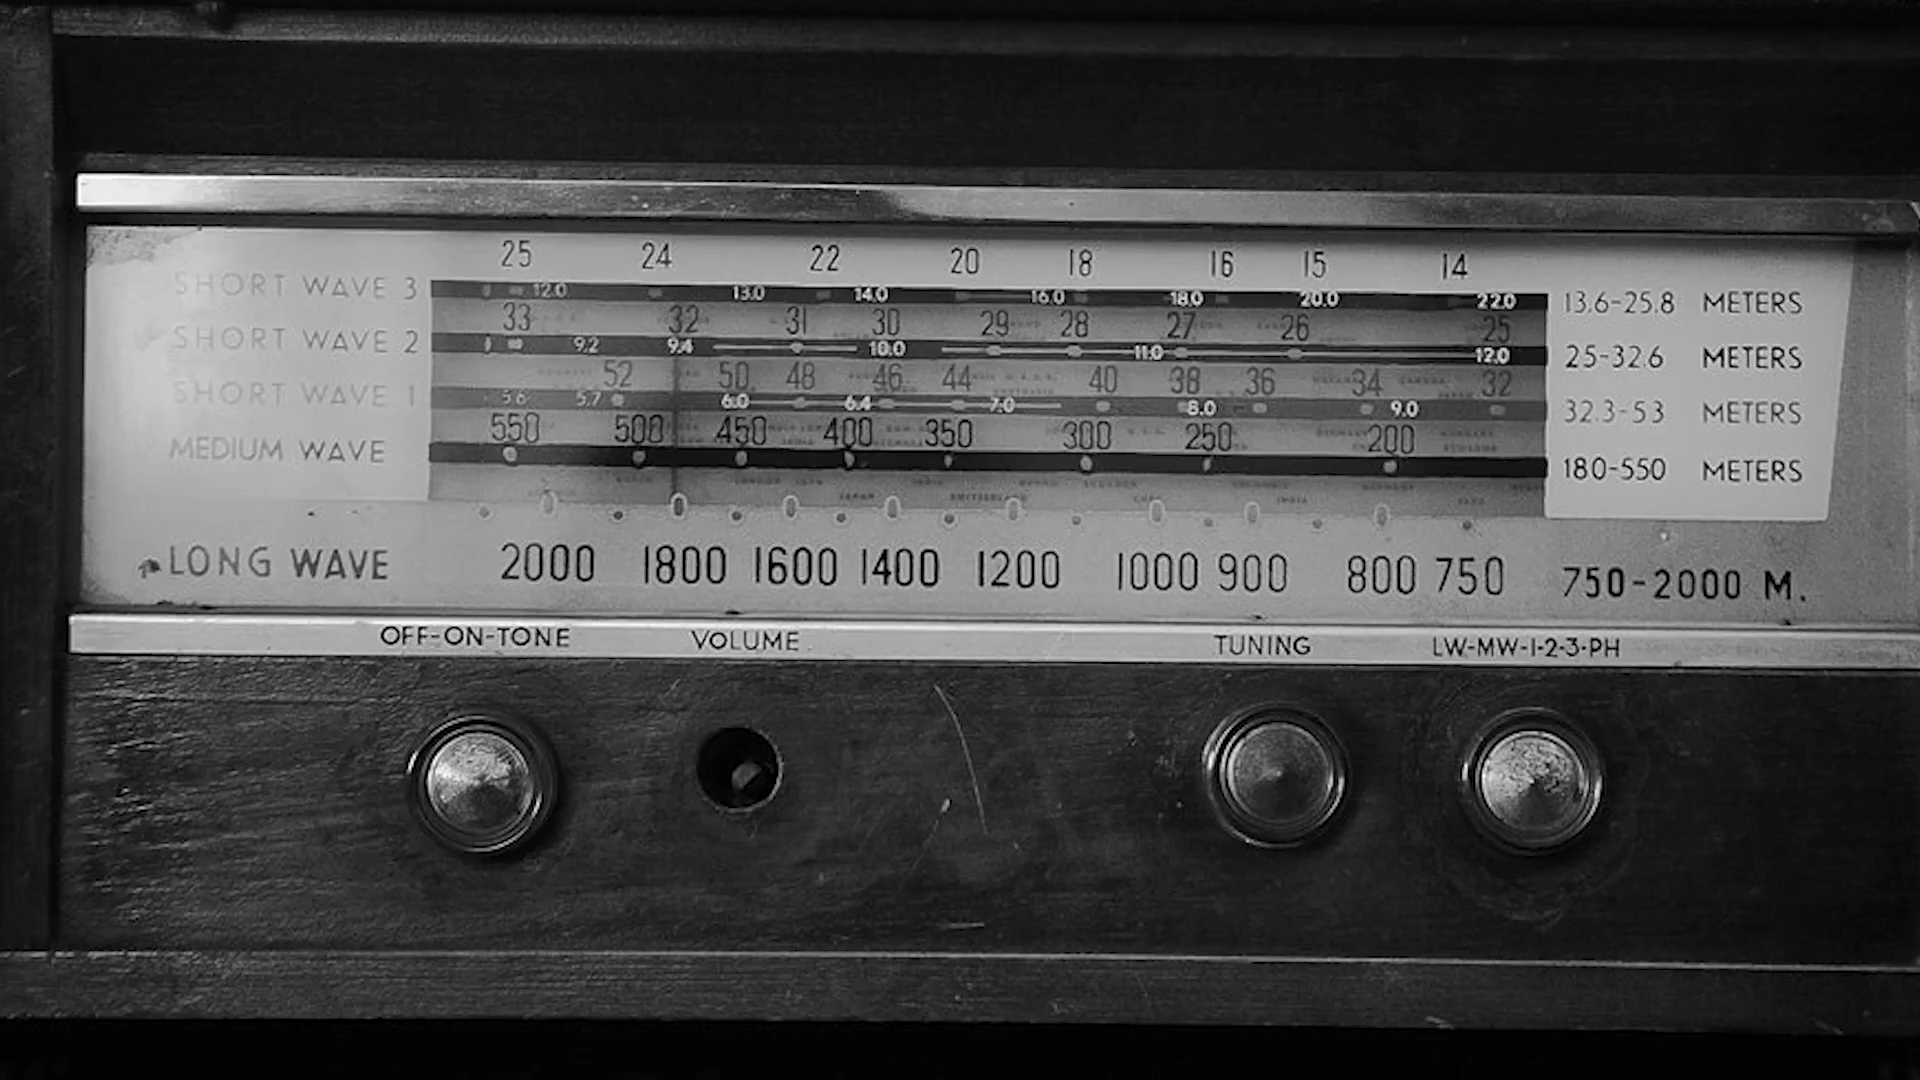 25 24 22 20 18 16 15 14
SHORT WAVE 3 12.0 13.0 14.0 16.0 18.0 20.0 22.0 13.6-25.8 METERS
33 32 31 30 29 28 27 26 25
SHORT WAVE 2 9.2 9.4 10.0 11.0 12.0 25-32.6 METERS
52 50 48 46 44 40 38 36 34 32
SHORT WAVE 1 5.6 5.7 6.0 6.4 7.0 8.0 9.0 32.3-53 METERS
550 500 450 400 350 300 250 200
MEDIUM WAVE 180-550 METERS
JAPAN SWITZERLAND INDIA
LONG WAVE 2000 1800 1600 1400 1200 1000 900 800 750 750-2000 M.
OFF-ON-TONE VOLUME TUNING LW-MW-1-2-3-PH